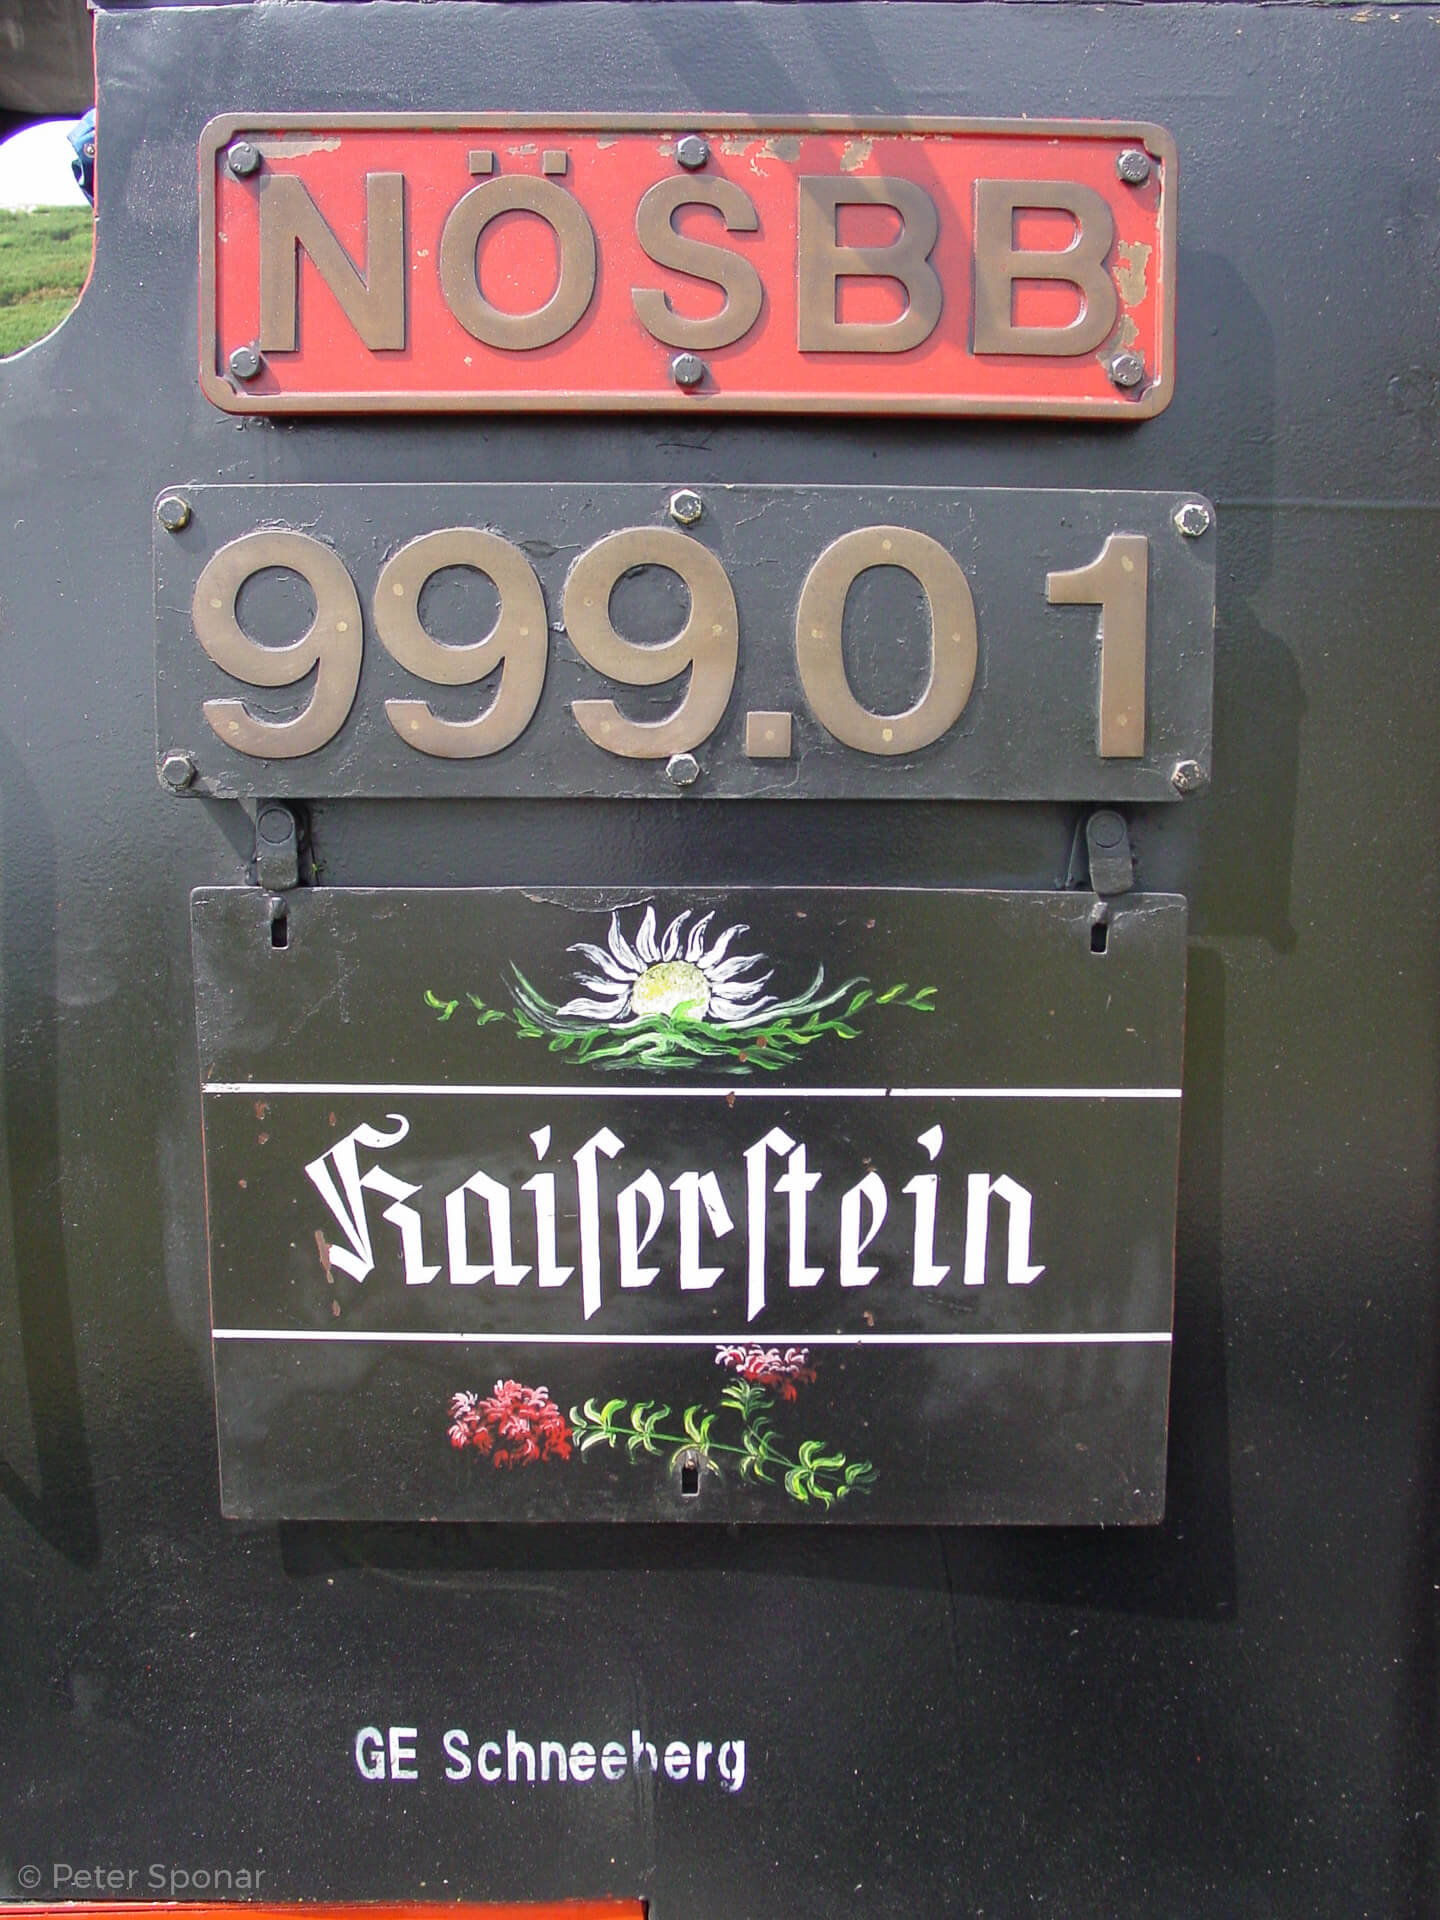 NÖSBB
999.01
Kaiſerſtein
GE Schneeberg
© Peter Sponar